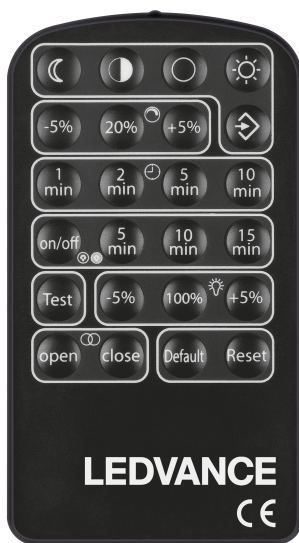 -5% 20% +5%
1 min 2 min 5 min 10 min
on/off 5 min 10 min 15 min
Test -5% 100% +5%
open close Default Reset
LEDVANCE
CE